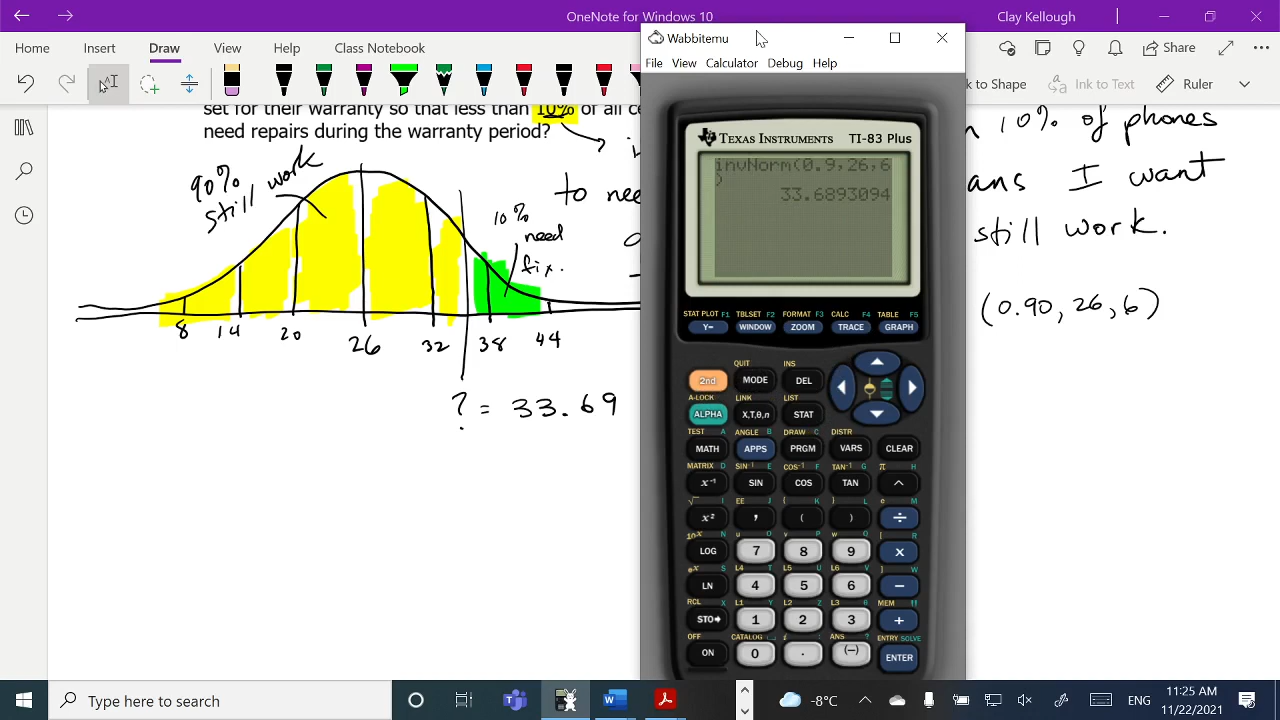 OneNote for Windows 10
Clay Kellough
Home Insert Draw View Help Class Notebook
Share
k to Shape Ink to Text Ruler
Wabbitemu
File View Calculator Debug Help
set for their warranty so that less than 10% of all ce
need repairs during the warranty period?
90%
still work
10%
need
fix.
to nee
8 14 20 26 32 38 44
? = 33.69
10% of phones
ans I want
still work.
(0.90, 26, 6)
TEXAS INSTRUMENTS TI-83 Plus
invNorm(0.9,26,6
)
33.6893094
STAT PLOT F1 TBLSET F2 FORMAT F3 CALC F4 TABLE F5
Y= WINDOW ZOOM TRACE GRAPH
QUIT INS
2nd MODE DEL
A-LOCK LINK LIST
ALPHA X,T,θ,n STAT
TEST A ANGLE B DRAW C DISTR
MATH APPS PRGM VARS CLEAR
MATRIX D SIN⁻¹ E COS⁻¹ F TAN⁻¹ G π H
x⁻¹ SIN COS TAN ^
√ I EE J ( K ) L e M
x² , ( ) ÷
10ˣ N u O v P w Q [ R
LOG 7 8 9 ×
eˣ S L4 T L5 U L6 V ] W
LN 4 5 6 −
RCL X L1 Y L2 Z L3 θ MEM "
STO➔ 1 2 3 +
OFF CATALOG i : ANS ? ENTRY SOLVE
ON 0 . (−) ENTER
Type here to search
-8°C
ENG
11:25 AM
11/22/2021